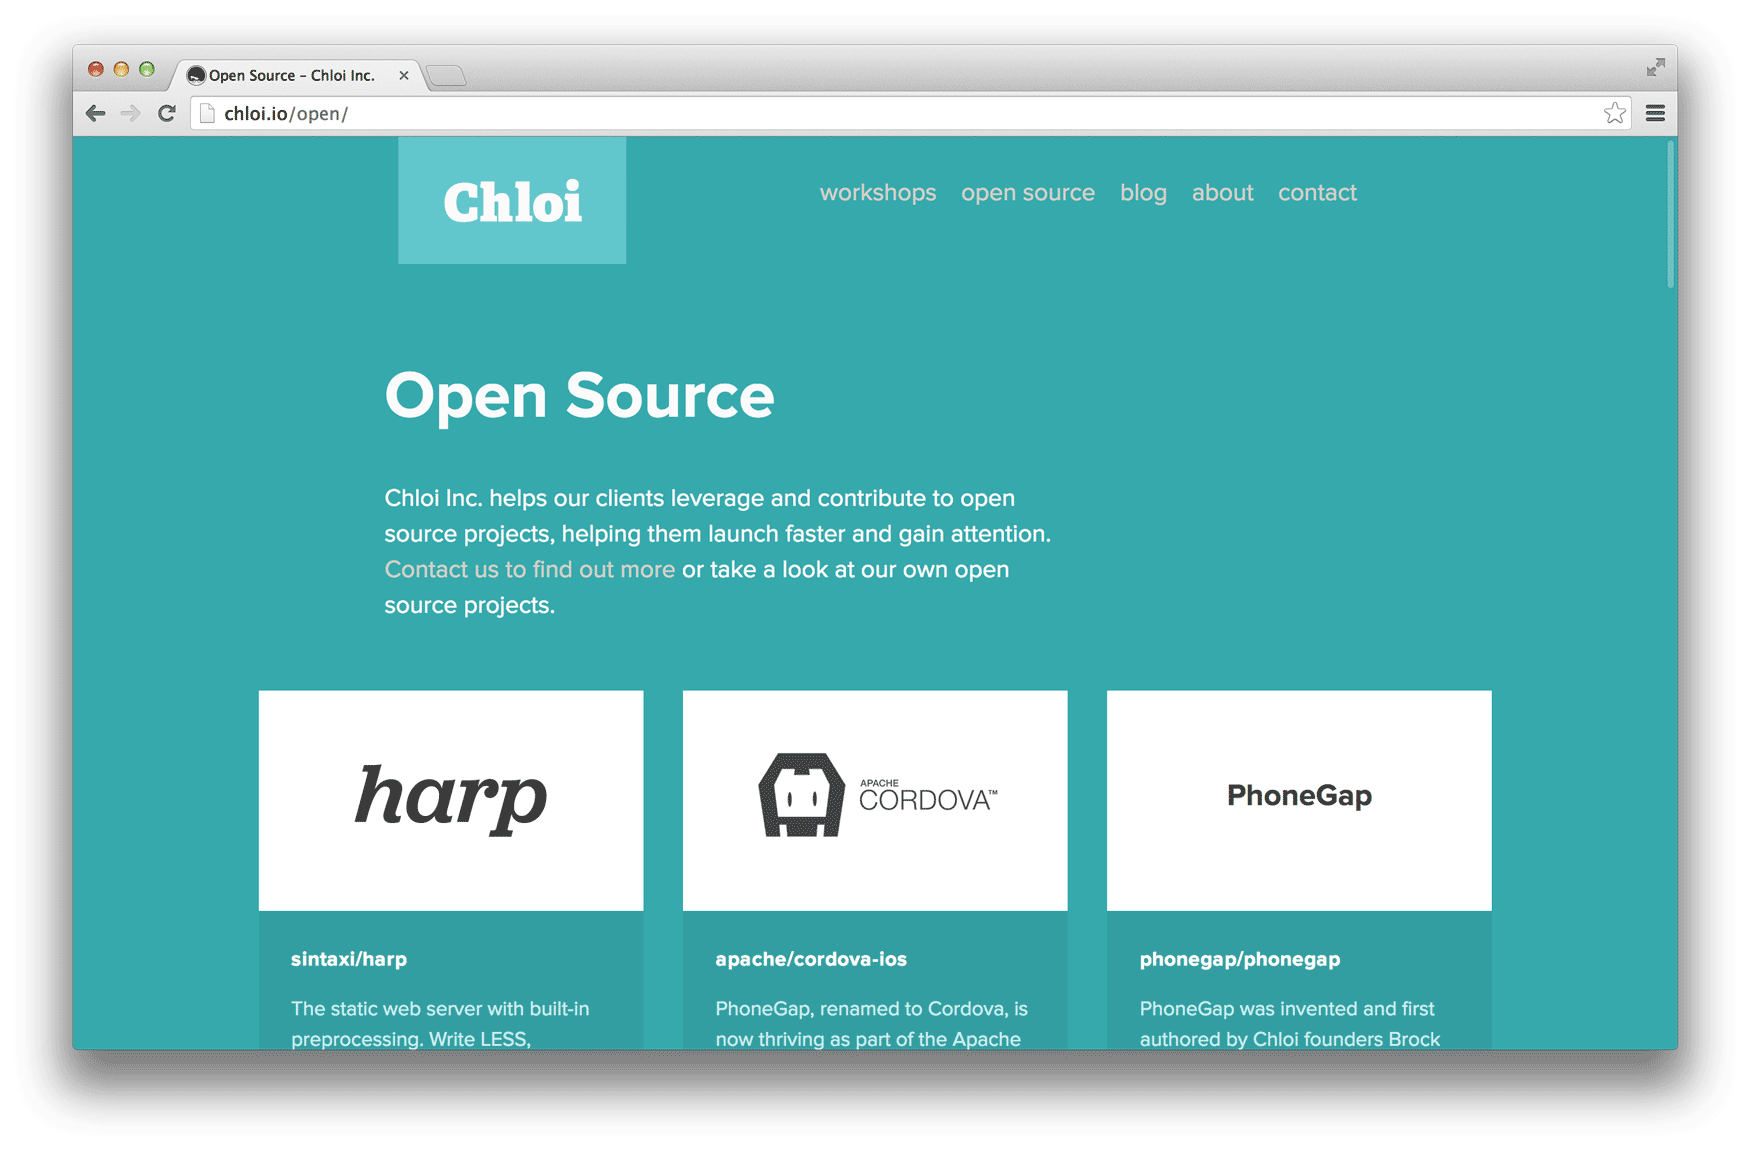 Open Source – Chloi Inc.
chloi.io/open/
Chloi
workshops open source blog about contact
Open Source
Chloi Inc. helps our clients leverage and contribute to open
source projects, helping them launch faster and gain attention.
Contact us to find out more or take a look at our own open
source projects.
harp
APACHE
CORDOVA™
PhoneGap
sintaxi/harp
The static web server with built-in
preprocessing. Write LESS,
apache/cordova-ios
PhoneGap, renamed to Cordova, is
now thriving as part of the Apache
phonegap/phonegap
PhoneGap was invented and first
authored by Chloi founders Brock